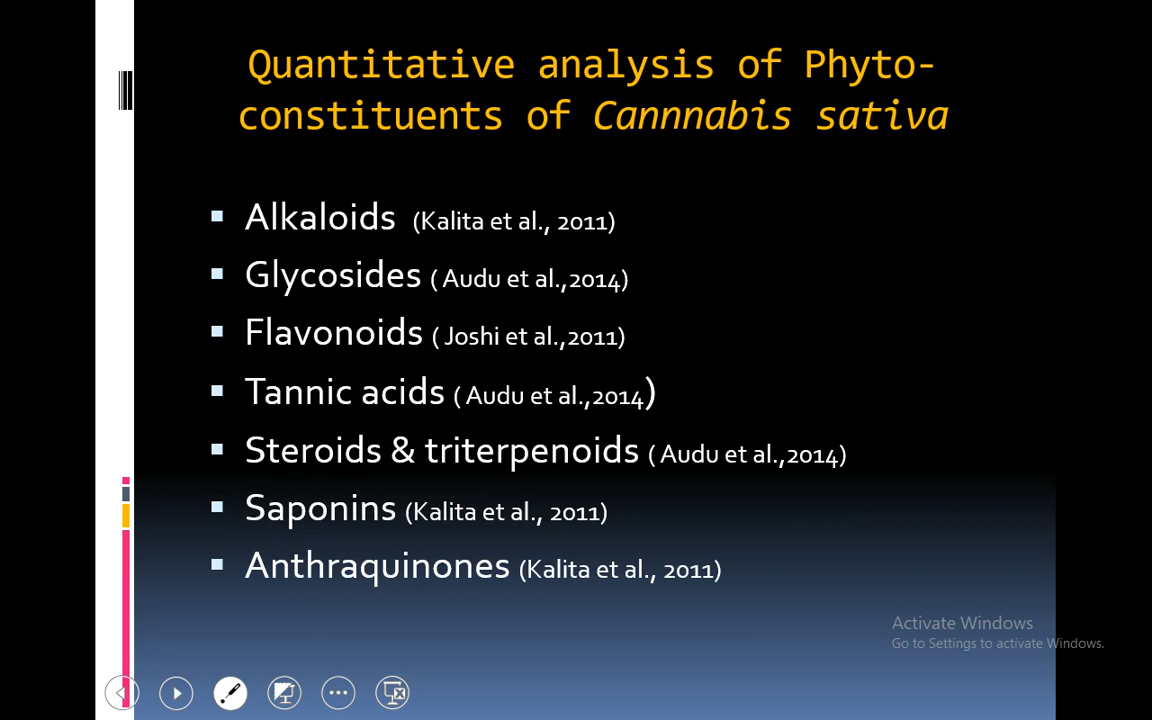 Quantitative analysis of Phyto-
constituents of Cannnabis sativa
Alkaloids (Kalita et al., 2011)
Glycosides ( Audu et al.,2014)
Flavonoids ( Joshi et al.,2011)
Tannic acids ( Audu et al.,2014)
Steroids & triterpenoids ( Audu et al.,2014)
Saponins (Kalita et al., 2011)
Anthraquinones (Kalita et al., 2011)
Activate Windows
Go to Settings to activate Windows.